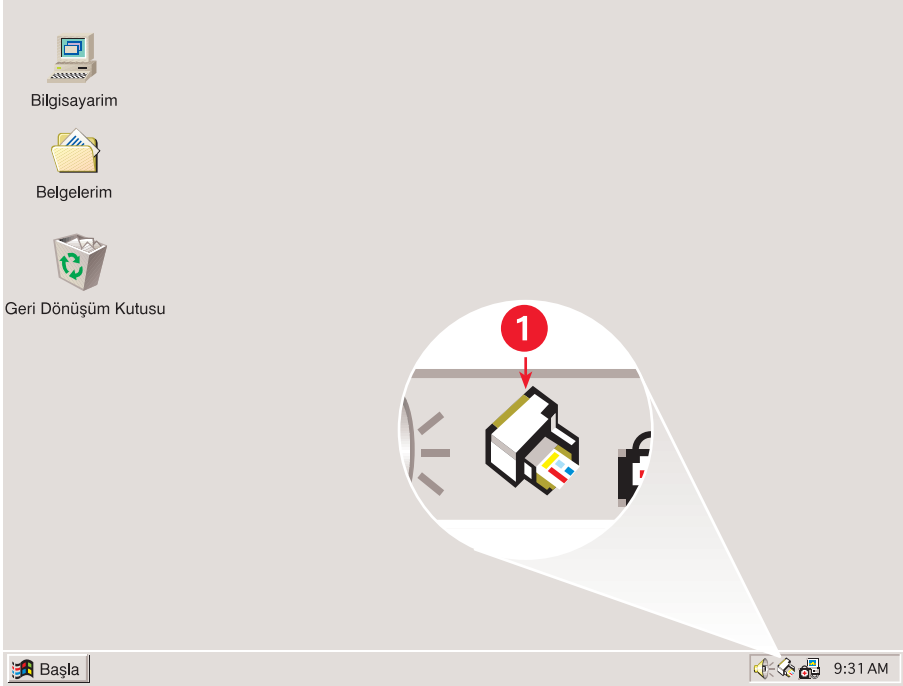 Bilgisayarim
Belgelerim
Geri Dönüşüm Kutusu
1
Başla
9:31 AM